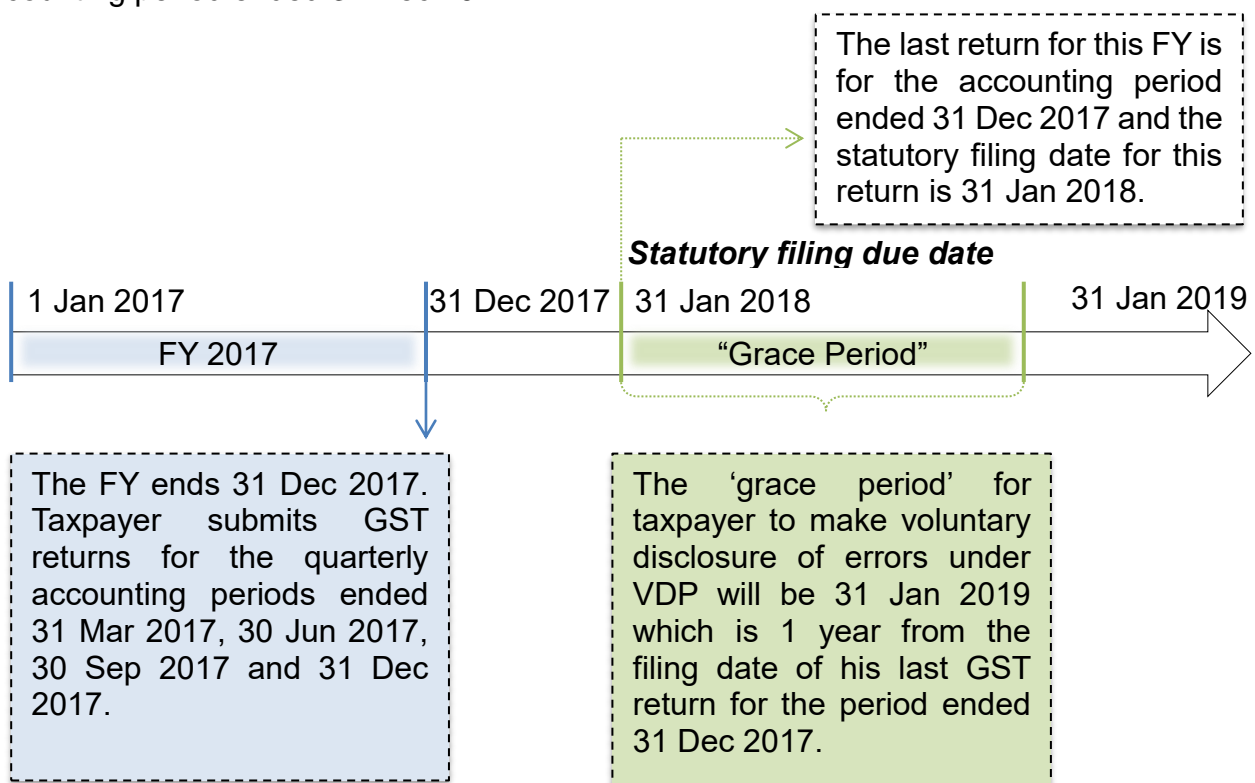 The last return for this FY is
for the accounting period
ended 31 Dec 2017 and the
statutory filing date for this
return is 31 Jan 2018.
Statutory filing due date
1 Jan 2017
31 Dec 2017
31 Jan 2018
31 Jan 2019
FY 2017
“Grace Period”
The FY ends 31 Dec 2017.
Taxpayer submits GST
returns for the quarterly
accounting periods ended
31 Mar 2017, 30 Jun 2017,
30 Sep 2017 and 31 Dec
2017.
The ‘grace period’ for
taxpayer to make voluntary
disclosure of errors under
VDP will be 31 Jan 2019
which is 1 year from the
filing date of his last GST
return for the period ended
31 Dec 2017.